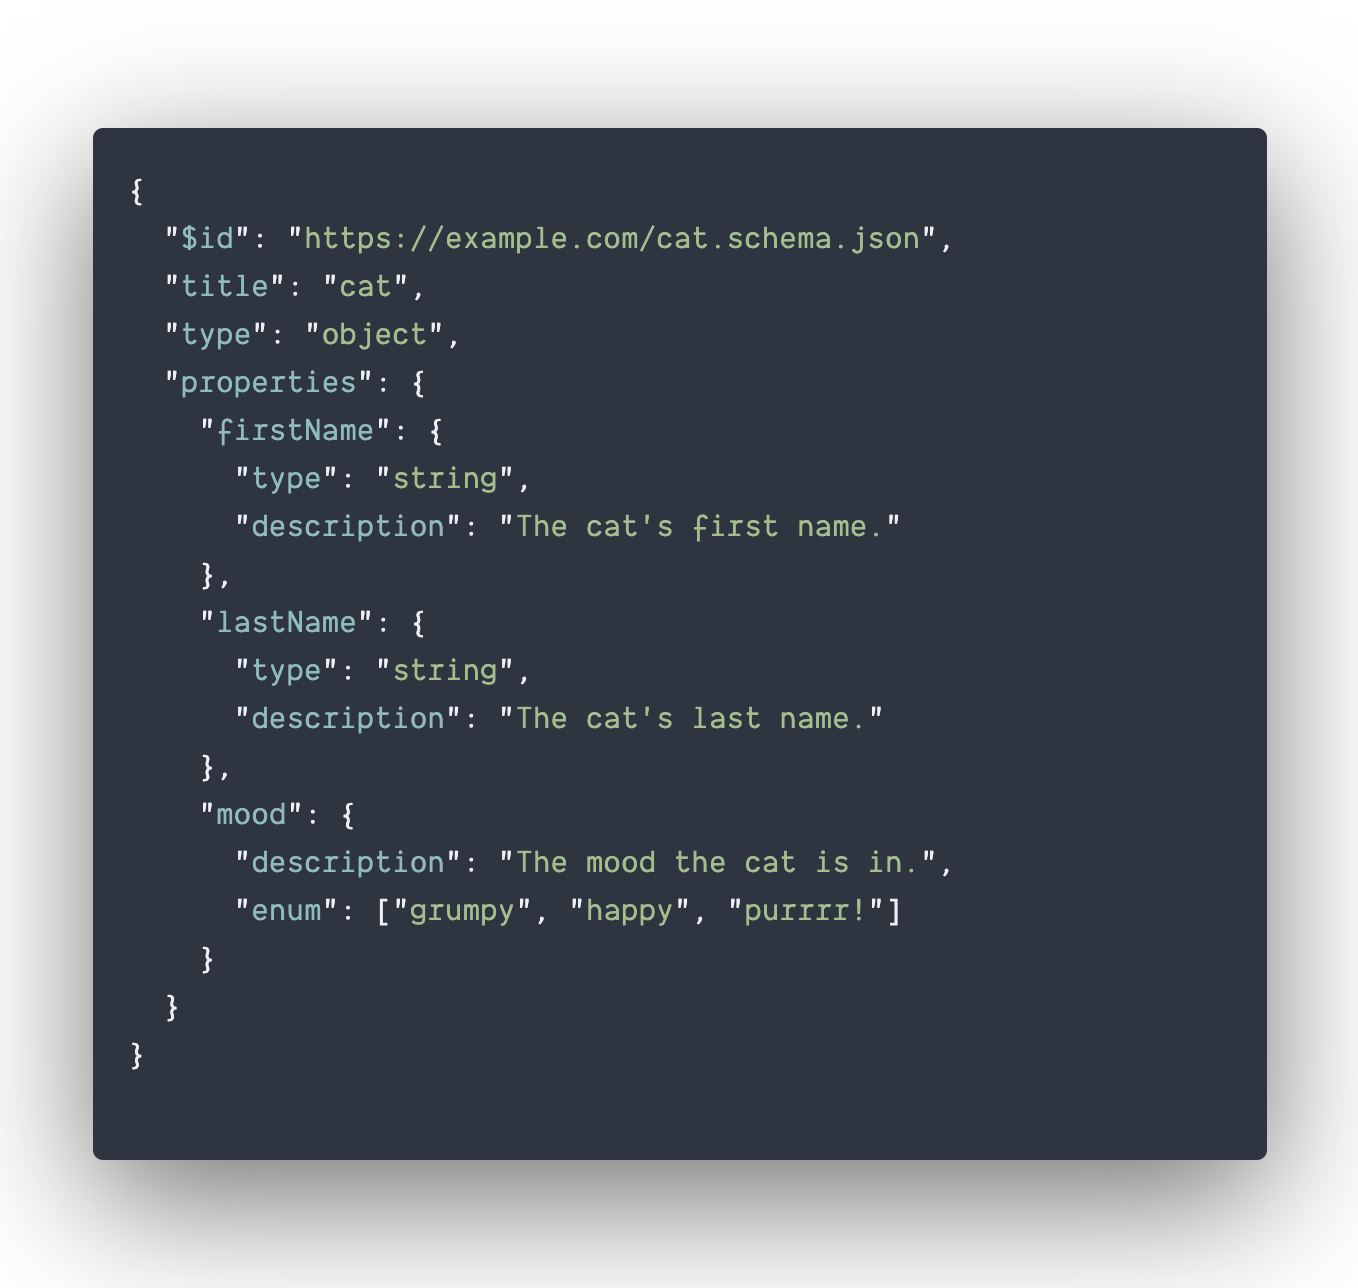 {
  "$id": "https://example.com/cat.schema.json",
  "title": "cat",
  "type": "object",
  "properties": {
    "firstName": {
      "type": "string",
      "description": "The cat's first name."
    },
    "lastName": {
      "type": "string",
      "description": "The cat's last name."
    },
    "mood": {
      "description": "The mood the cat is in.",
      "enum": ["grumpy", "happy", "purrrr!"]
    }
  }
}